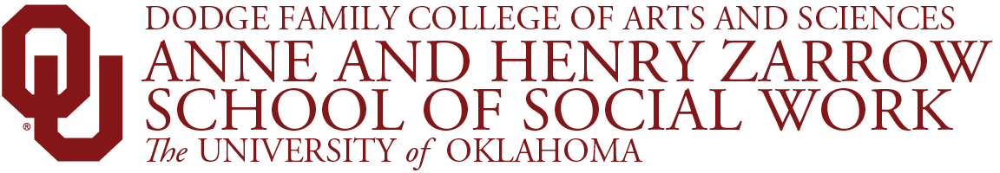 OU
®
DODGE FAMILY COLLEGE OF ARTS AND SCIENCES
ANNE AND HENRY ZARROW
SCHOOL OF SOCIAL WORK
The UNIVERSITY of OKLAHOMA